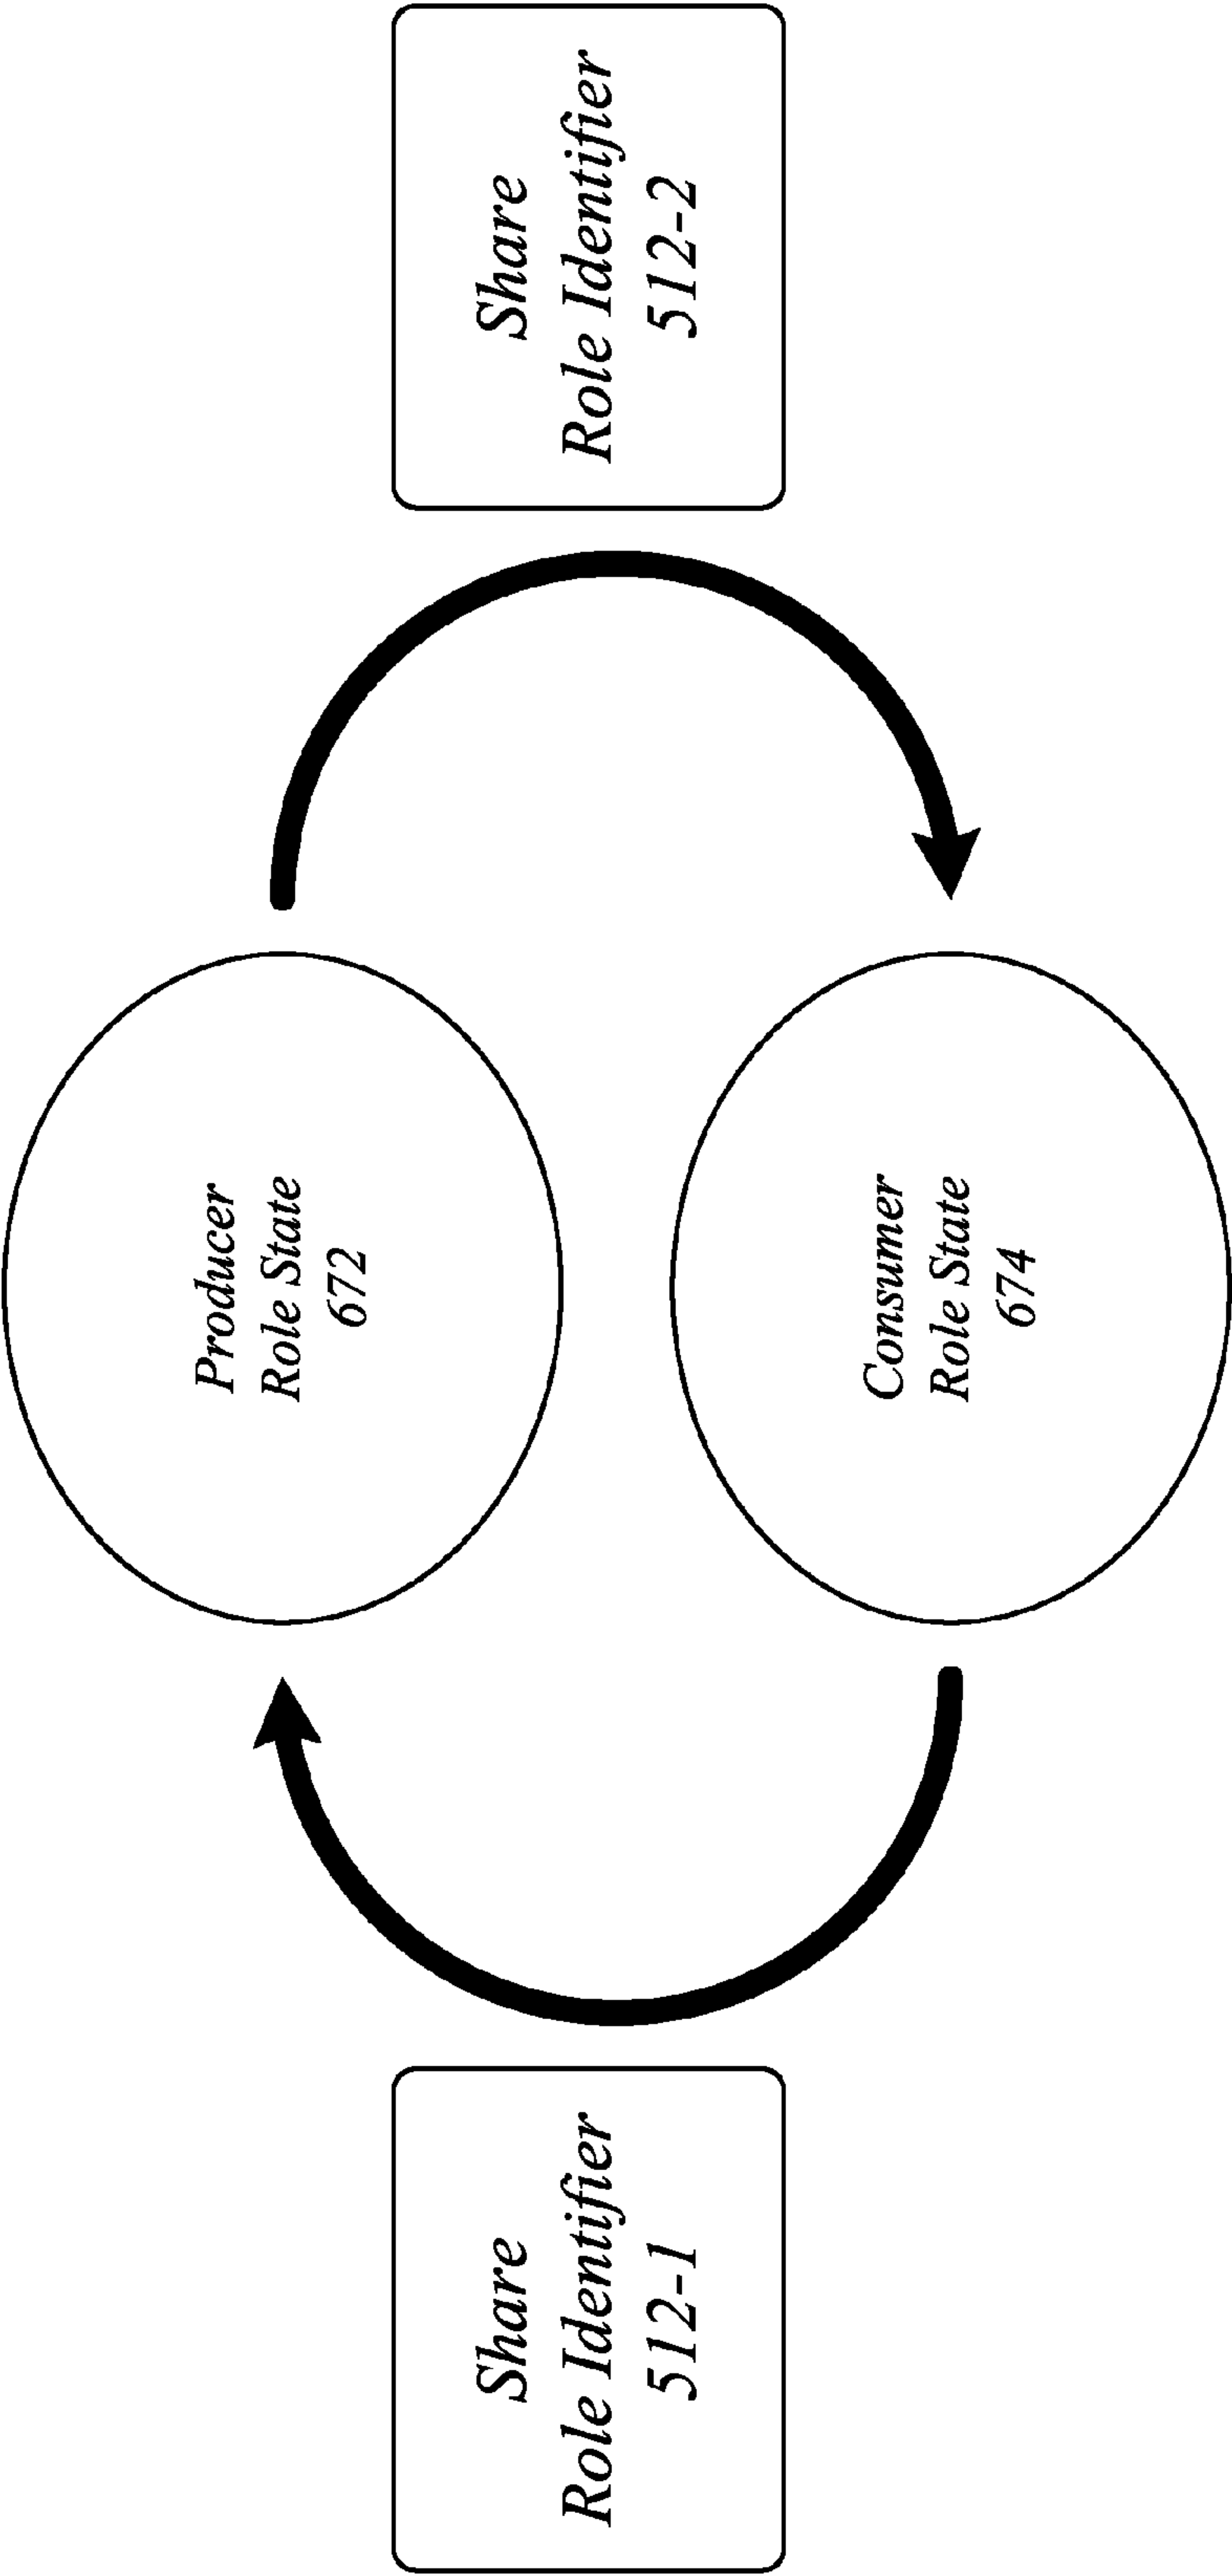 Producer
Role State
672
Share
Role Identifier
512-1
Share
Role Identifier
512-2
Consumer
Role State
674